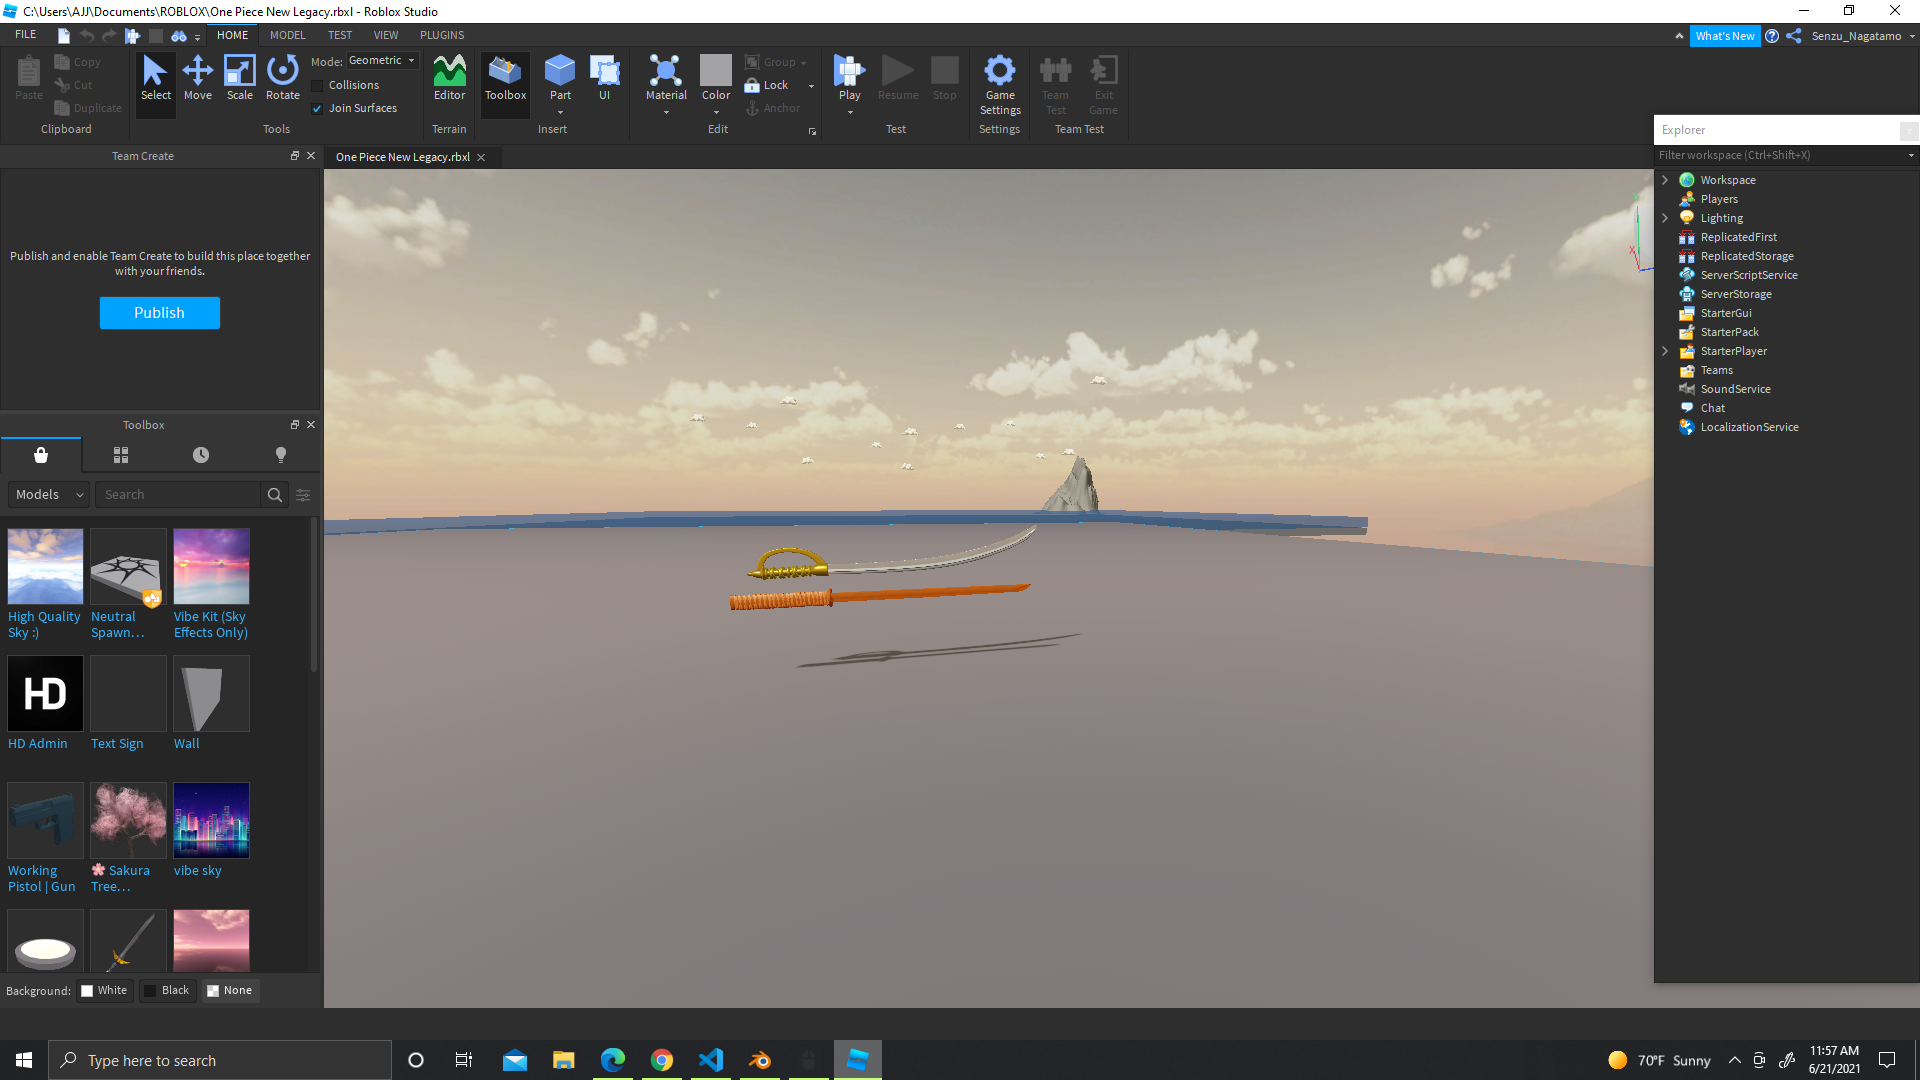 C:\Users\AJJ\Documents\ROBLOX\One Piece New Legacy.rbxl - Roblox Studio
FILE HOME MODEL TEST VIEW PLUGINS What's New Senzu_Nagatamo
Paste Copy Cut Duplicate
Clipboard
Select Move Scale Rotate
Mode: Geometric
Collisions
Join Surfaces
Tools
Editor
Terrain
Toolbox Part UI
Insert
Material Color Group Lock Anchor
Edit
Play Resume Stop
Test
Game Settings
Settings
Team Test Exit Game
Team Test
Team Create
Publish and enable Team Create to build this place together
with your friends.
Publish
One Piece New Legacy.rbxl
Toolbox
Models Search
High Quality
Sky :)
Neutral
Spawn...
Vibe Kit (Sky
Effects Only)
HD
HD Admin
Text Sign
Wall
Working
Pistol | Gun
🌸 Sakura
Tree...
vibe sky
Background: White Black None
Y
X
Explorer
Filter workspace (Ctrl+Shift+X)
Workspace
Players
Lighting
ReplicatedFirst
ReplicatedStorage
ServerScriptService
ServerStorage
StarterGui
StarterPack
StarterPlayer
Teams
SoundService
Chat
LocalizationService
Type here to search
70°F Sunny
11:57 AM
6/21/2021